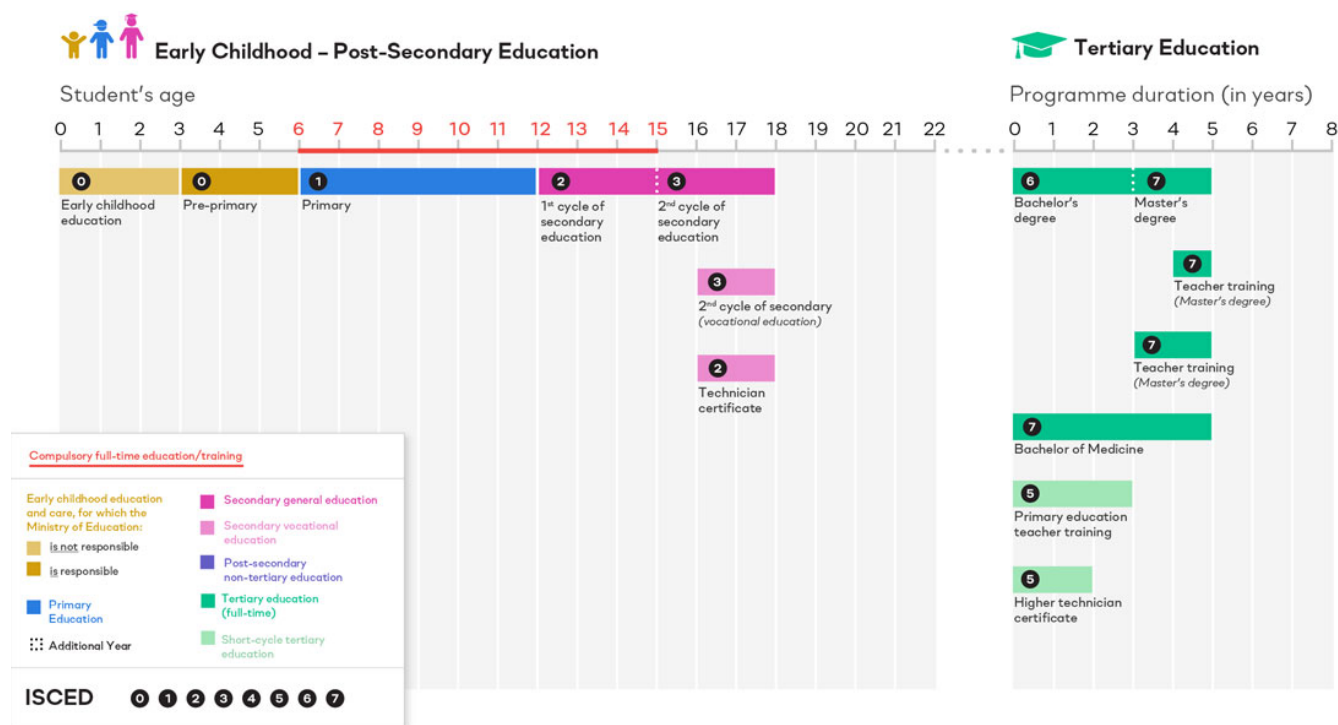 Early Childhood – Post-Secondary Education
Student's age
0 1 2 3 4 5 6 7 8 9 10 11 12 13 14 15 16 17 18 19 20 21 22
0
Early childhood
education
0
Pre-primary
1
Primary
2
1st cycle of
secondary
education
3
2nd cycle of
secondary
education
3
2nd cycle of secondary
(vocational education)
2
Technician
certificate
Tertiary Education
Programme duration (in years)
0 1 2 3 4 5 6 7 8
6
Bachelor's
degree
7
Master's
degree
7
Teacher training
(Master's degree)
7
Teacher training
(Master's degree)
7
Bachelor of Medicine
5
Primary education
teacher training
5
Higher technician
certificate
Compulsory full-time education/training
Early childhood education
and care, for which the
Ministry of Education:
is not responsible
is responsible
Primary
Education
Additional Year
Secondary general education
Secondary vocational
education
Post-secondary
non-tertiary education
Tertiary education
(full-time)
Short-cycle tertiary
education
ISCED 0 1 2 3 4 5 6 7